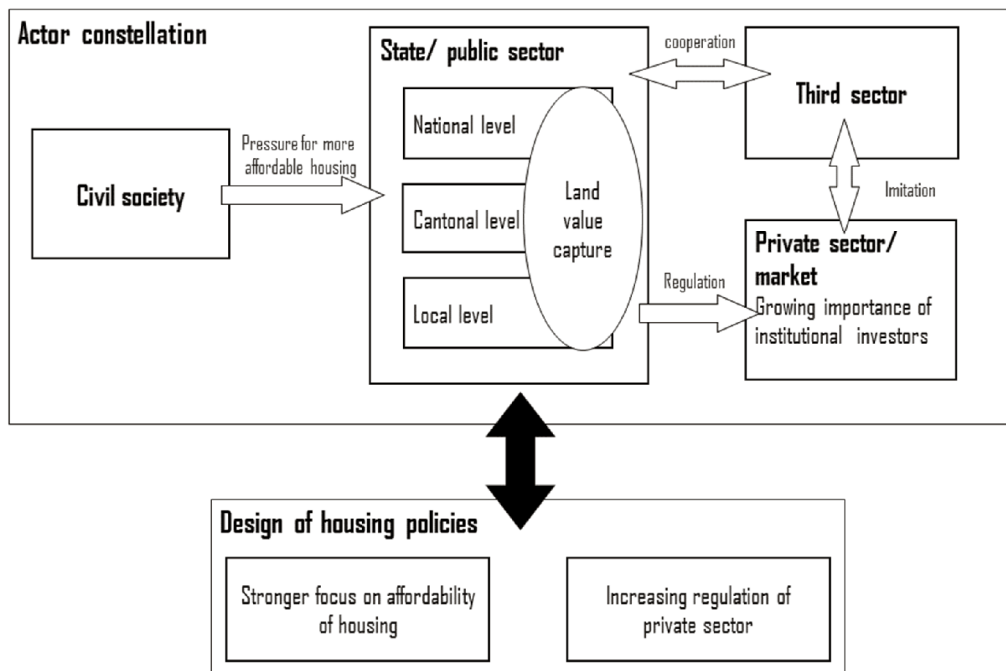 Actor constellation
Civil society
Pressure for more
affordable housing
State/ public sector
National level
Cantonal level
Local level
Land
value
capture
cooperation
Third sector
Imitation
Regulation
Private sector/
market
Growing importance of
institutional investors
Design of housing policies
Stronger focus on affordability
of housing
Increasing regulation of
private sector